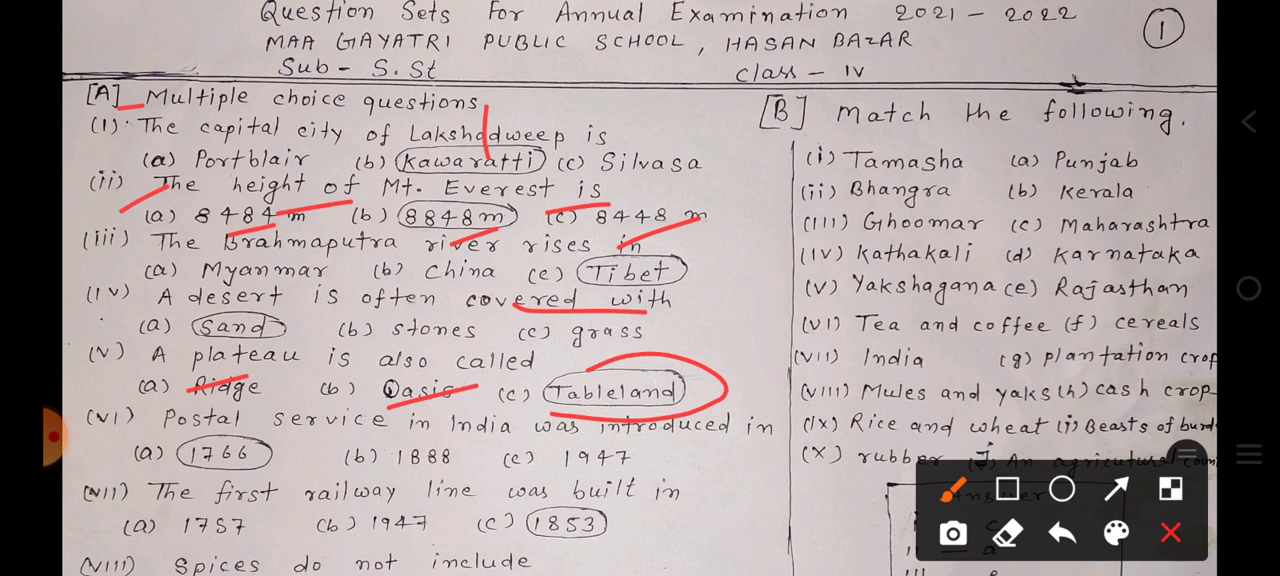 Question Sets For Annual Examination 2021 - 2022
1
MAA GAYATRI PUBLIC SCHOOL, HASAN BAZAR
Sub - S.St
Class - IV
[A] Multiple choice questions
(i) The capital city of Lakshadweep is
(a) Portblair (b) Kawaratti (c) Silvasa
(ii) The height of Mt. Everest is
(a) 8484 m (b) 8848 m (c) 8448 m
(iii) The Brahmaputra river rises in
(a) Myanmar (b) China (c) Tibet
(iv) A desert is often covered with
(a) Sand (b) stones (c) grass
(v) A plateau is also called
(a) Ridge (b) Oasis (c) Tableland
(vi) Postal service in India was introduced in
(a) 1766 (b) 1888 (c) 1947
(vii) The first railway line was built in
(a) 1757 (b) 1947 (c) 1853
(viii) Spices do not include
[B] Match the following.
(i) Tamasha (a) Punjab
(ii) Bhangra (b) Kerala
(iii) Ghoomar (c) Maharashtra
(iv) Kathakali (d) Karnataka
(v) Yakshagana (e) Rajasthan
(vi) Tea and coffee (f) cereals
(vii) India (g) plantation crop
(viii) Mules and yaks (h) cash crop
(ix) Rice and wheat (i) Beasts of burd
(x) rubber (j) An